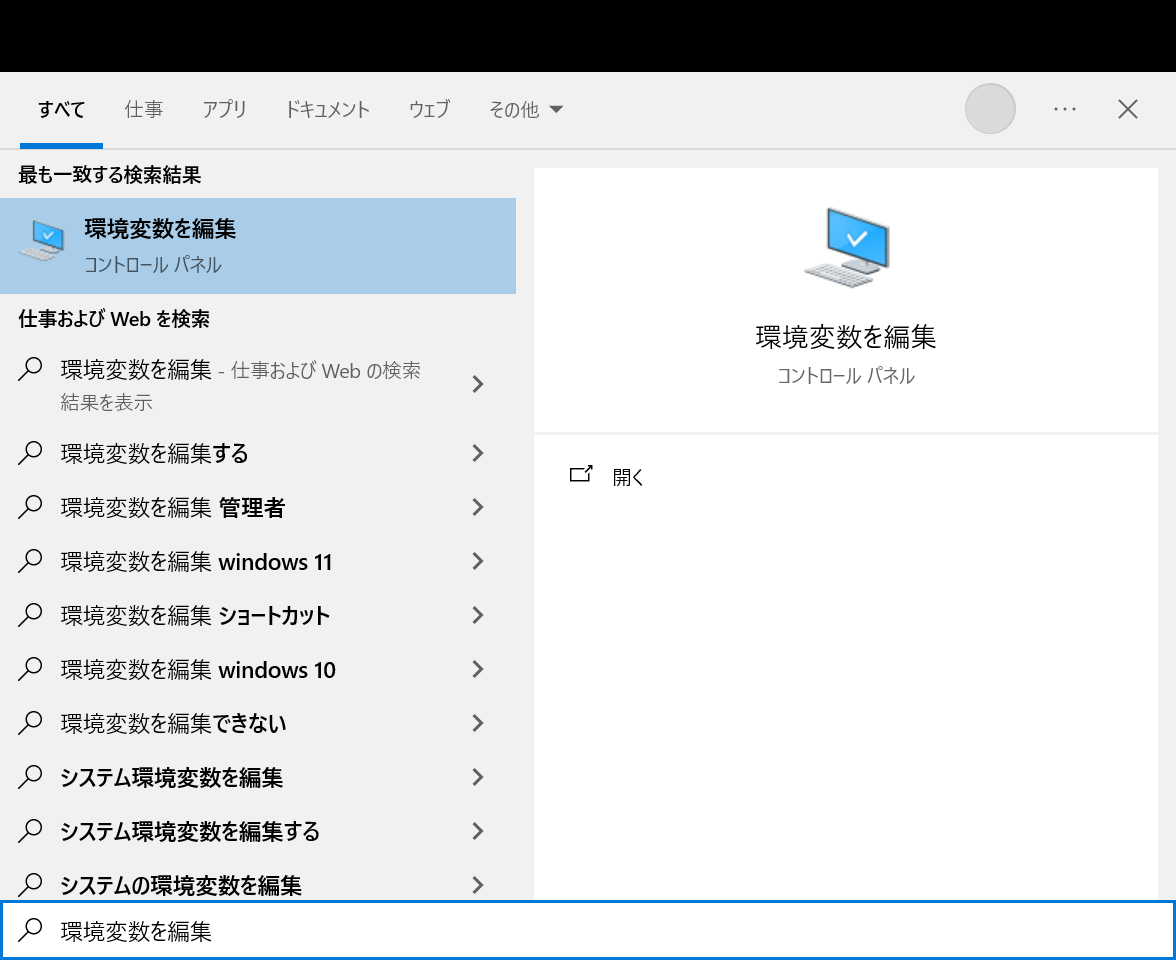 すべて 仕事 アプリ ドキュメント ウェブ その他
最も一致する検索結果
環境変数を編集
コントロール パネル
仕事および Web を検索
環境変数を編集 - 仕事および Web の検索
結果を表示
環境変数を編集する
環境変数を編集 管理者
環境変数を編集 windows 11
環境変数を編集 ショートカット
環境変数を編集 windows 10
環境変数を編集できない
システム環境変数を編集
システム環境変数を編集する
システムの環境変数を編集
環境変数を編集
コントロール パネル
開く
環境変数を編集